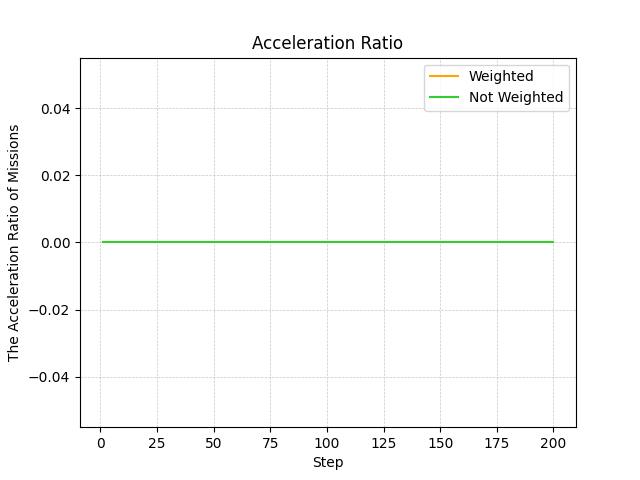 Acceleration Ratio
Weighted
Not Weighted
The Acceleration Ratio of Missions
0.04
0.02
0.00
−0.02
−0.04
0 25 50 75 100 125 150 175 200
Step